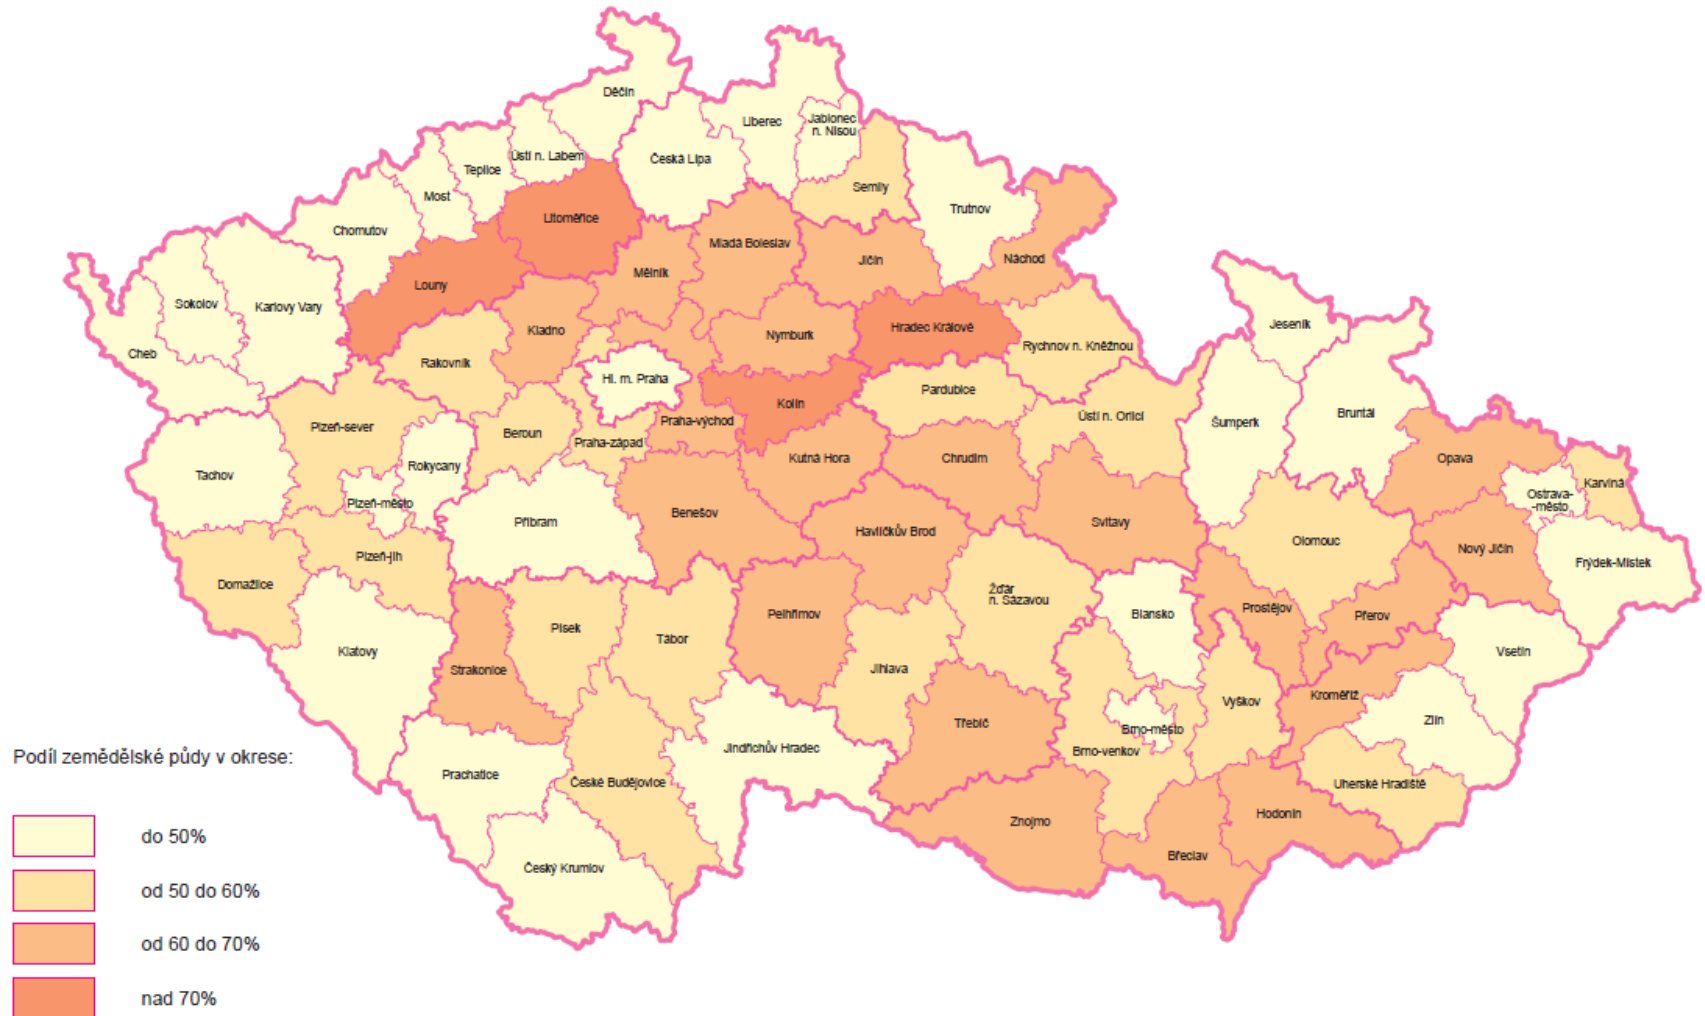 Děčín
Liberec
Jablonec
n. Nisou
Ústí n. Labem
Česká Lípa
Teplice
Semily
Most
Trutnov
Litoměřice
Chomutov
Mladá Boleslav
Jičín
Náchod
Mělník
Louny
Sokolov
Karlovy Vary
Jeseník
Hradec Králové
Kladno
Nymburk
Rychnov n. Kněžnou
Cheb
Rakovník
Hl. m. Praha
Pardubice
Kolín
Bruntál
Ústí n. Orlicí
Šumperk
Praha-východ
Plzeň-sever
Beroun
Praha-západ
Kutná Hora
Chrudim
Opava
Rokycany
Tachov
Karviná
Ostrava-
-město
Plzeň-město
Benešov
Příbram
Svitavy
Havlíčkův Brod
Olomouc
Nový Jičín
Plzeň-jih
Frýdek-Místek
Domažlice
Žďár
n. Sázavou
Prostějov
Blansko
Pelhřimov
Přerov
Písek
Tábor
Klatovy
Vsetín
Strakonice
Jihlava
Kroměříž
Vyškov
Třebíč
Zlín
Brno-město
Jindřichův Hradec
Brno-venkov
Podíl zemědělské půdy v okrese:
Prachatice
České Budějovice
Uherské Hradiště
Hodonín
Znojmo
Břeclav
Český Krumlov
do 50%
od 50 do 60%
od 60 do 70%
nad 70%